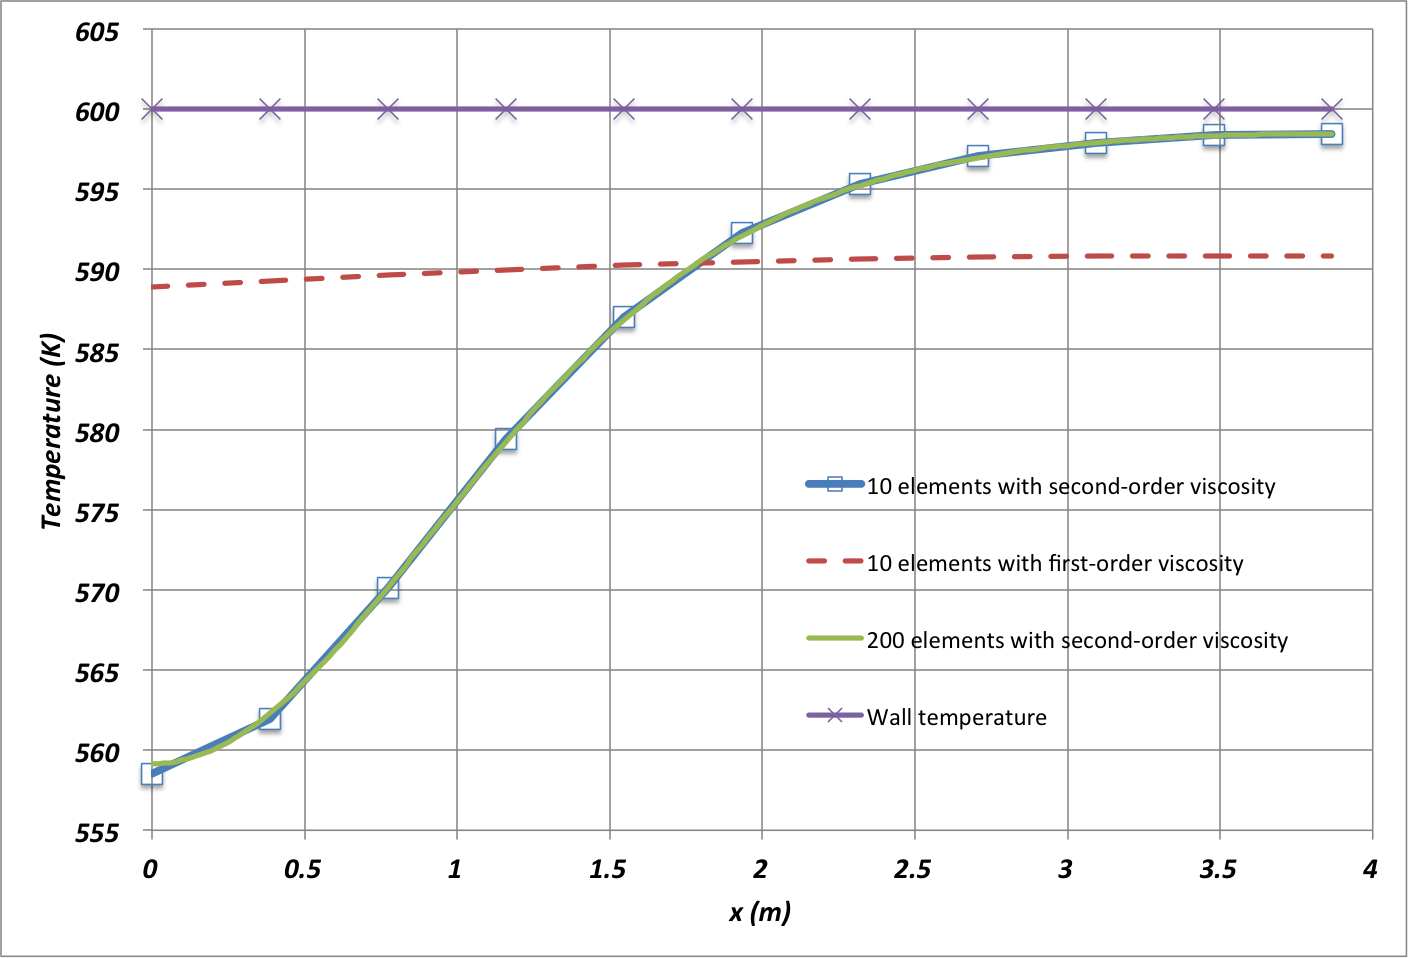 605
600
595
590
585
580
575
570
565
560
555
Temperature (K)
10 elements with second-order viscosity
10 elements with first-order viscosity
200 elements with second-order viscosity
Wall temperature
0 0.5 1 1.5 2 2.5 3 3.5 4
x (m)